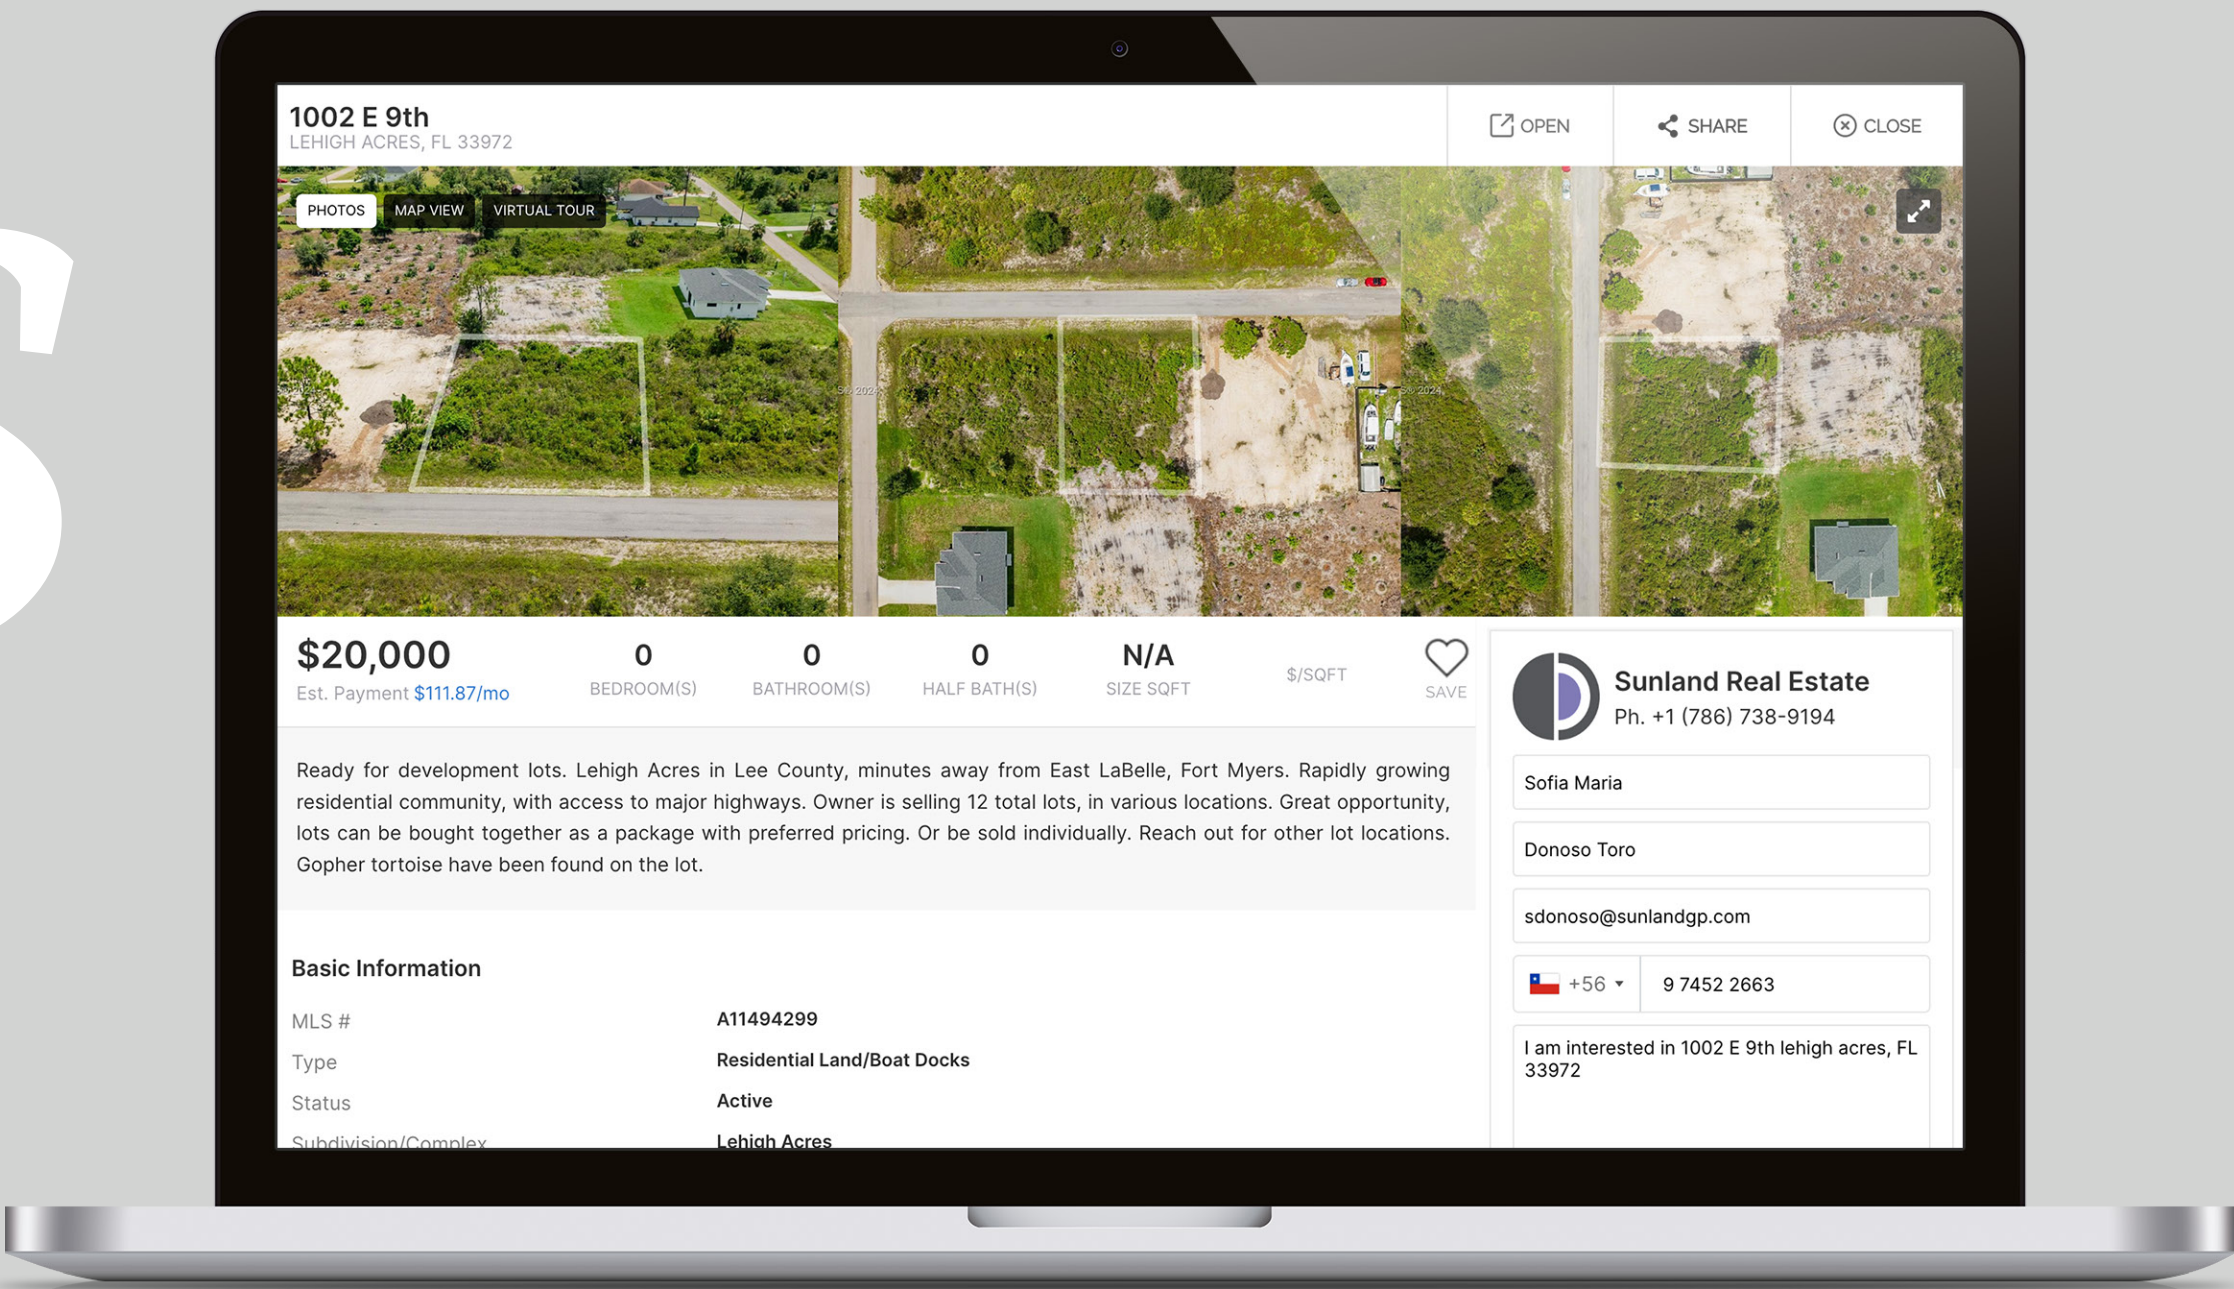 1002 E 9th
LEHIGH ACRES, FL 33972
OPEN
SHARE
CLOSE
PHOTOS
MAP VIEW
VIRTUAL TOUR
2024
2024
$20,000
Est. Payment $111.87/mo
0
BEDROOM(S)
0
BATHROOM(S)
0
HALF BATH(S)
N/A
SIZE SQFT
$/SQFT
SAVE
Ready for development lots. Lehigh Acres in Lee County, minutes away from East LaBelle, Fort Myers. Rapidly growing
residential community, with access to major highways. Owner is selling 12 total lots, in various locations. Great opportunity,
lots can be bought together as a package with preferred pricing. Or be sold individually. Reach out for other lot locations.
Gopher tortoise have been found on the lot.
Basic Information
MLS # A11494299
Type Residential Land/Boat Docks
Status Active
Subdivision/Complex Lehigh Acres
Sunland Real Estate
Ph. +1 (786) 738-9194
Sofia Maria
Donoso Toro
sdonoso@sunlandgp.com
+56 9 7452 2663
I am interested in 1002 E 9th lehigh acres, FL
33972